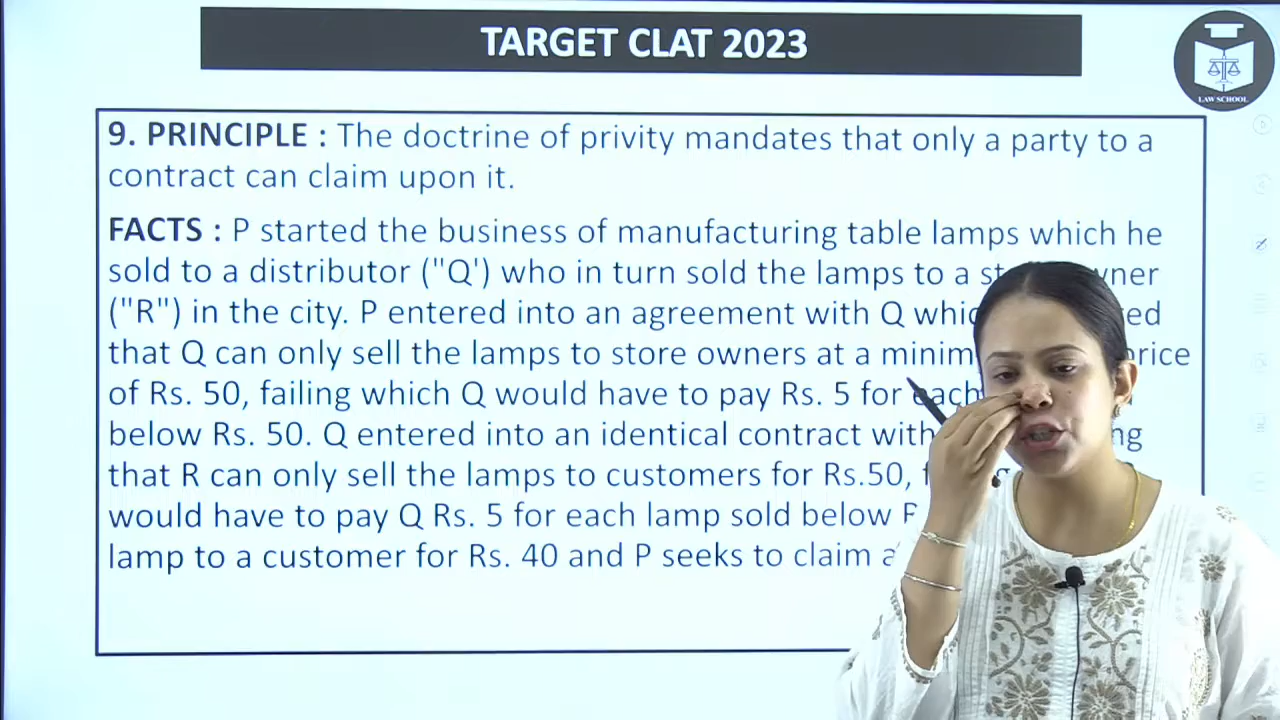 TARGET CLAT 2023
LAW SCHOOL
9. PRINCIPLE : The doctrine of privity mandates that only a party to a
contract can claim upon it.
FACTS : P started the business of manufacturing table lamps which he
sold to a distributor ("Q') who in turn sold the lamps to a
("R") in the city. P entered into an agreement with Q
that Q can only sell the lamps to store owners at a price
of Rs. 50, failing which Q would have to pay Rs. 5 for each
below Rs. 50. Q entered into an identical contract with
that R can only sell the lamps to customers for Rs.50,
would have to pay Q Rs. 5 for each lamp sold below
lamp to a customer for Rs. 40 and P seeks to claim